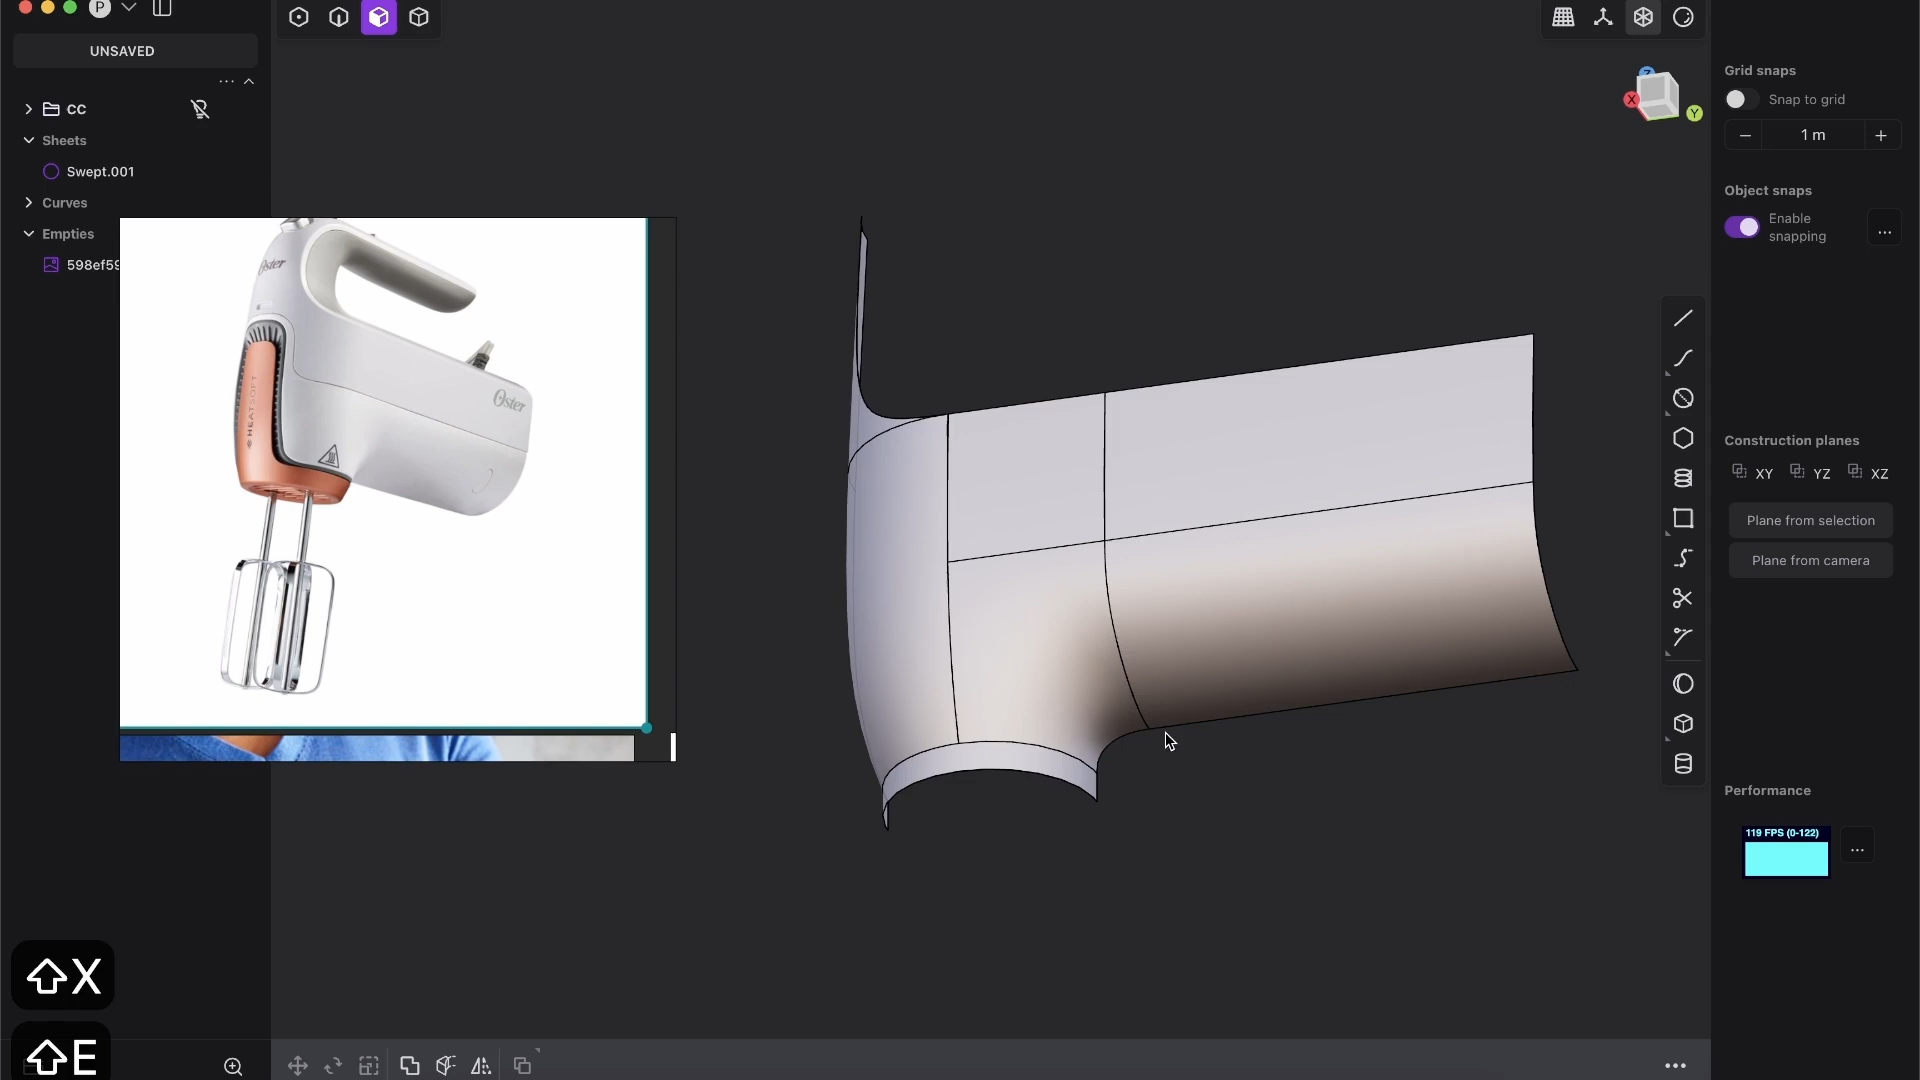 P
UNSAVED
CC
Sheets
Swept.001
Curves
Empties
598ef59
Oster
HEATSOFT
Oster
Z
X
Y
Grid snaps
Snap to grid
1 m
Object snaps
Enable
snapping
Construction planes
XY
YZ
XZ
Plane from selection
Plane from camera
Performance
119 FPS (0-122)
⇧X
⇧E